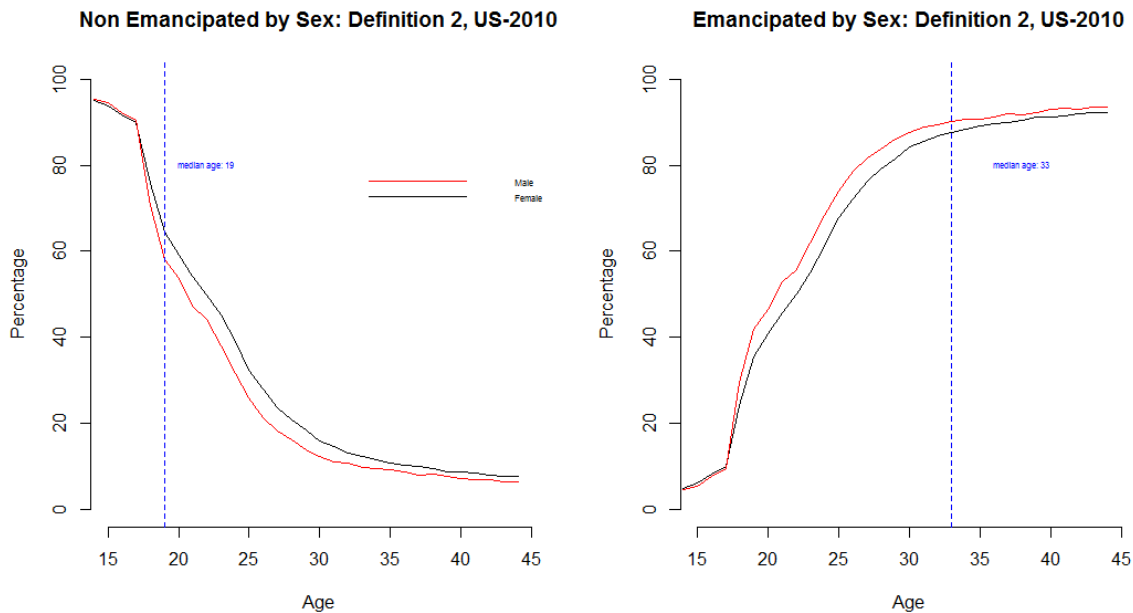 Non Emancipated by Sex: Definition 2, US-2010
Percentage
100
80
60
40
20
0
median age: 19
Male
Female
15 20 25 30 35 40 45
Age
Emancipated by Sex: Definition 2, US-2010
Percentage
100
80
60
40
20
0
median age: 33
15 20 25 30 35 40 45
Age